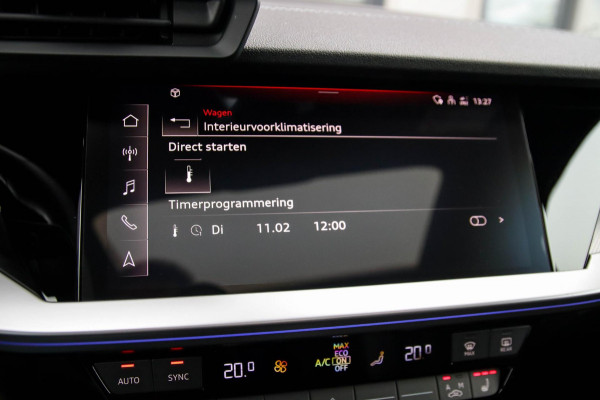 13:27
Wagen
Interieurvoorklimatisering
Direct starten
Timerprogrammering
Di 11.02 12:00
AUTO SYNC 20.0 A/C MAX ECO ON OFF 20.0 MAX REAR
A M